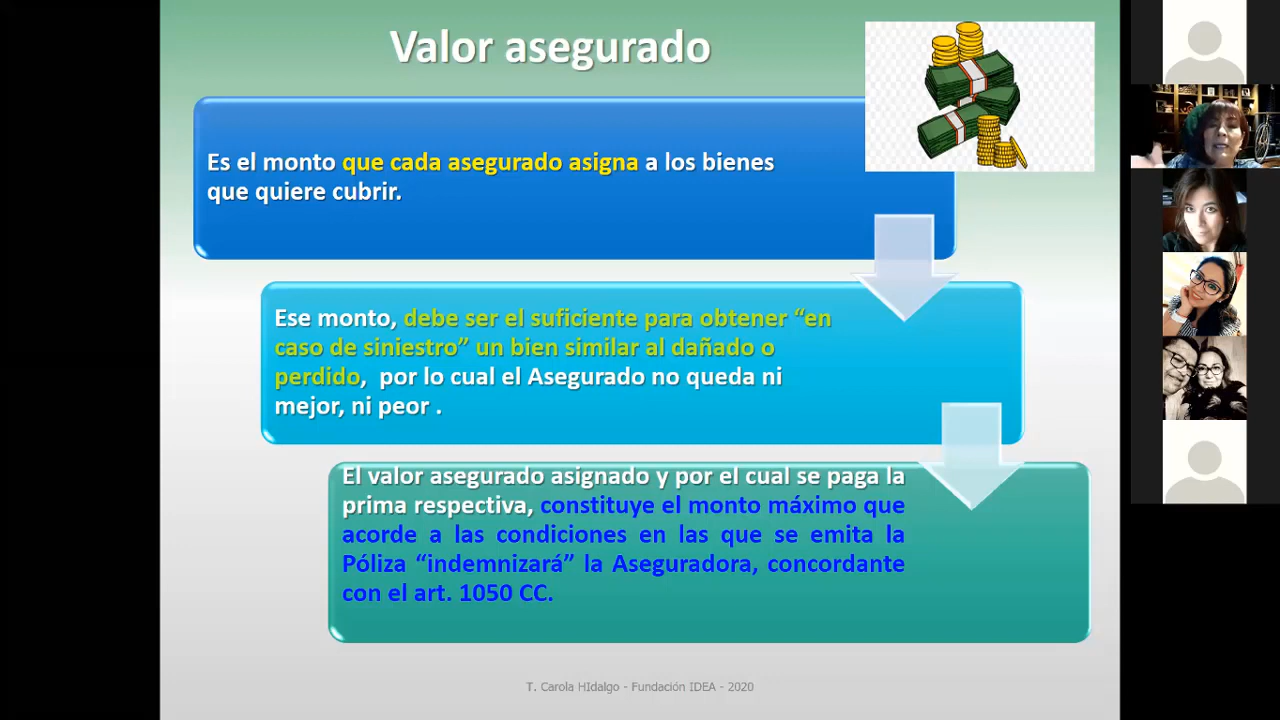 Valor asegurado
Es el monto que cada asegurado asigna a los bienes
que quiere cubrir.
Ese monto, debe ser el suficiente para obtener “en
caso de siniestro” un bien similar al dañado o
perdido, por lo cual el Asegurado no queda ni
mejor, ni peor .
El valor asegurado asignado y por el cual se paga la
prima respectiva, constituye el monto máximo que
acorde a las condiciones en las que se emita la
Póliza “indemnizará” la Aseguradora, concordante
con el art. 1050 CC.
T. Carola HIdalgo - Fundación IDEA - 2020